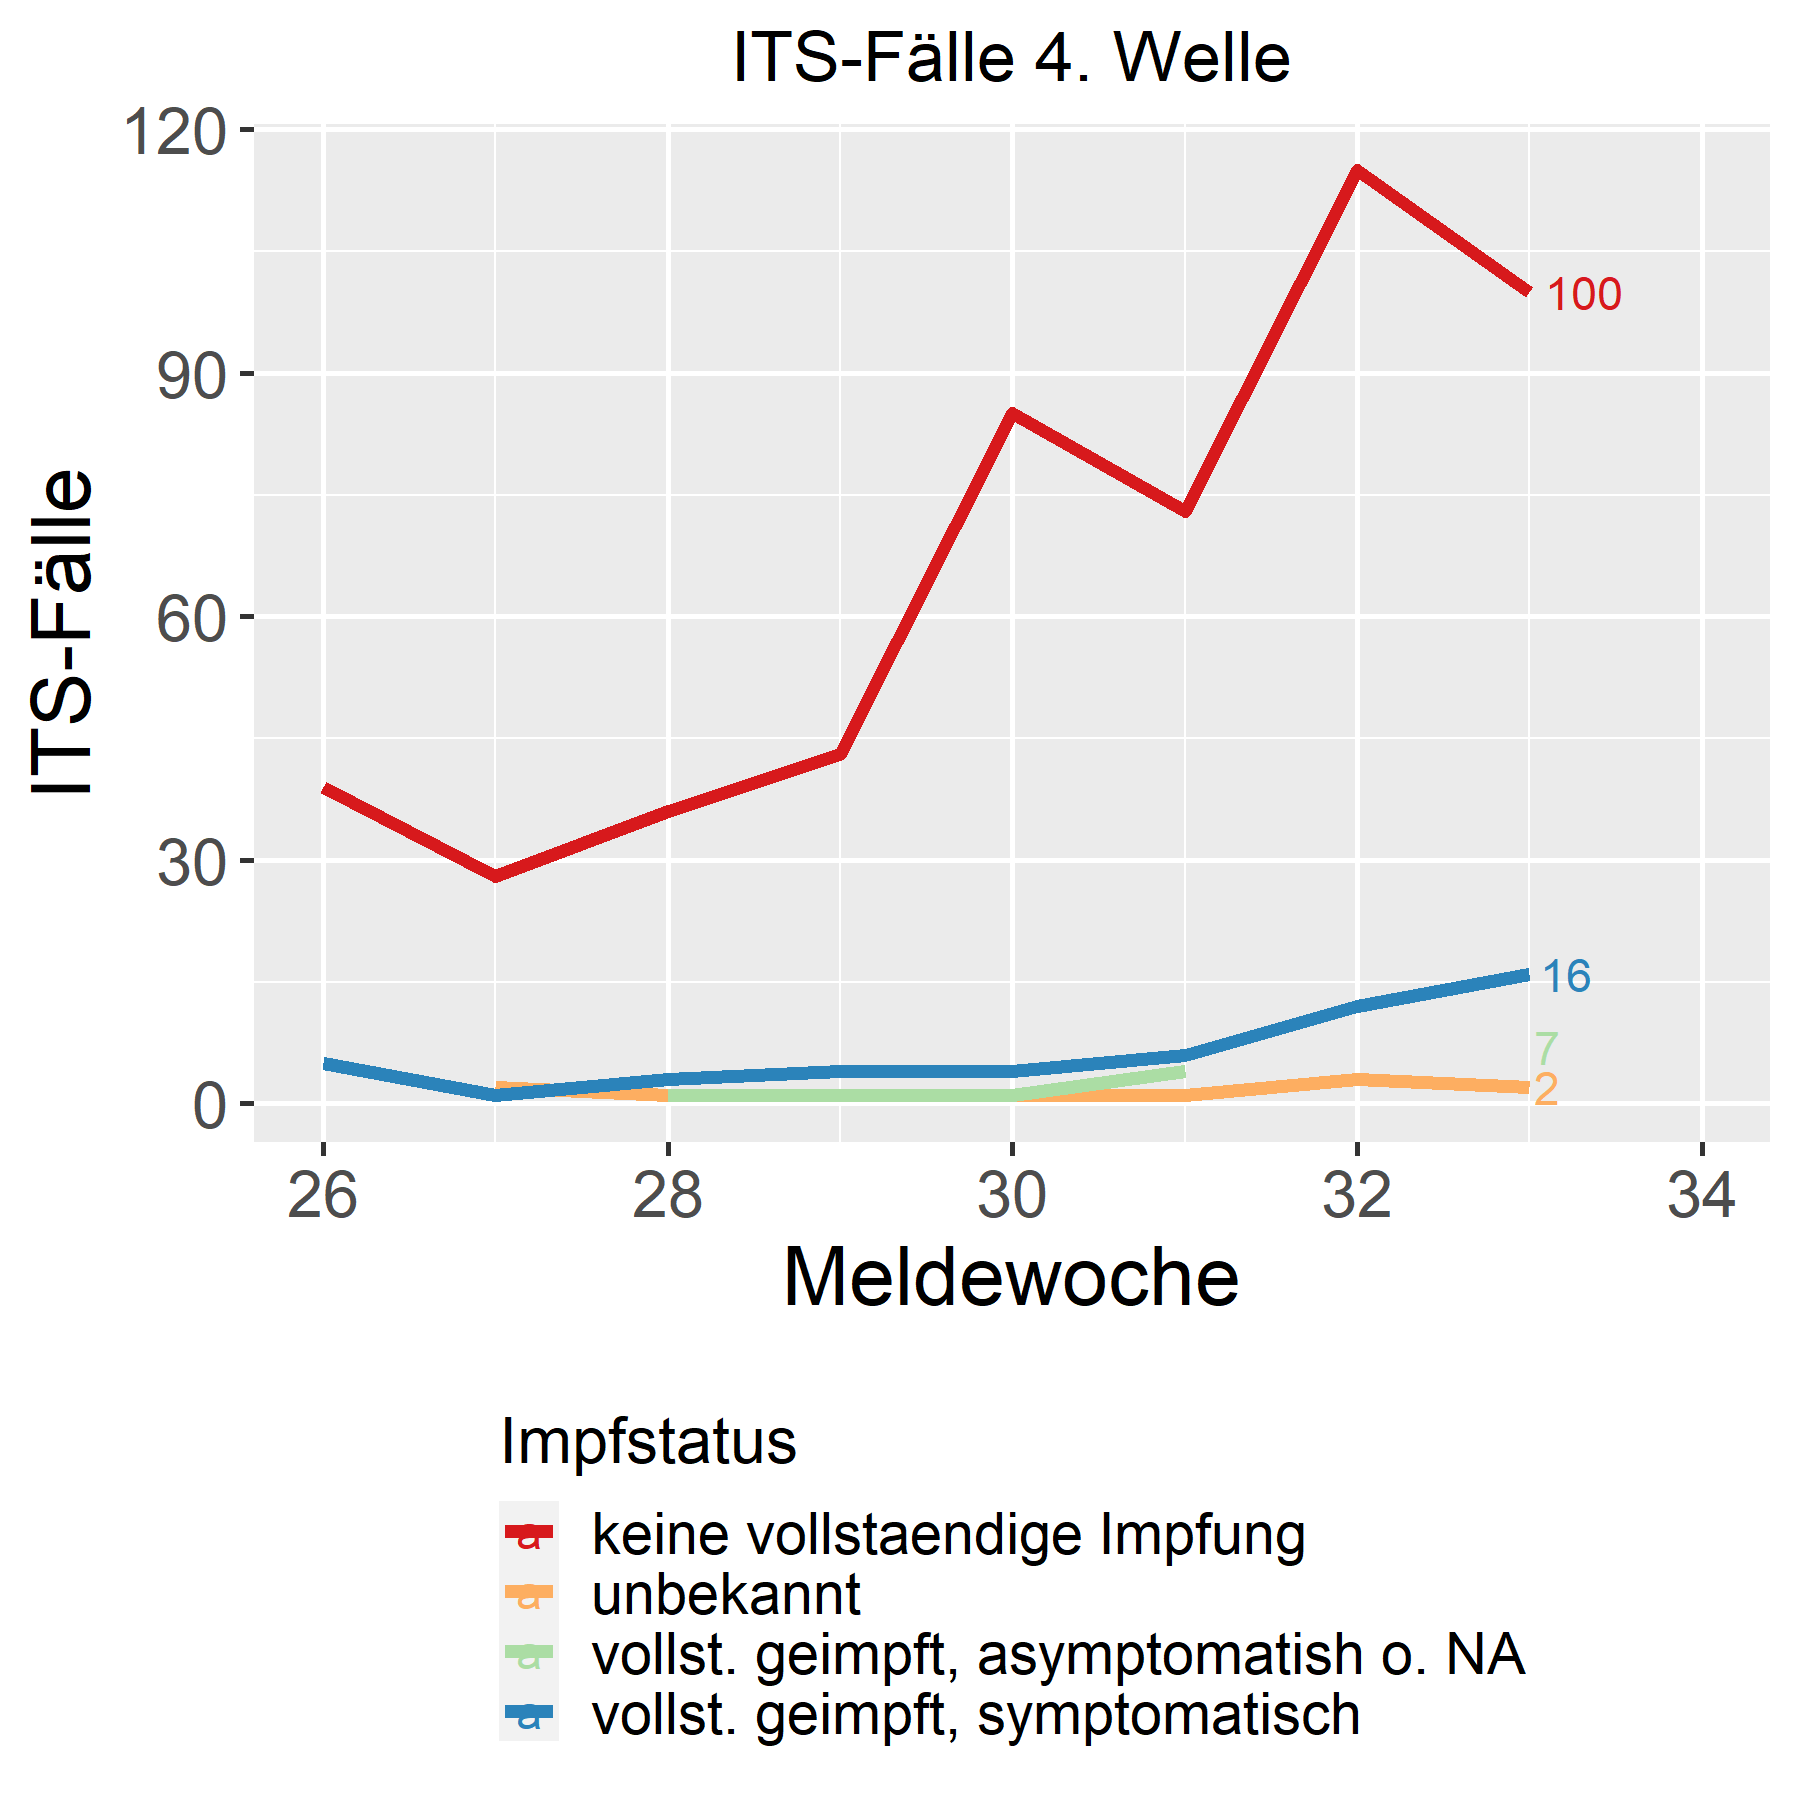 ITS-Fälle 4. Welle
120
90
60
30
0
ITS-Fälle
100
16
7
2
26 28 30 32 34
Meldewoche
Impfstatus
a keine vollstaendige Impfung
a unbekannt
a vollst. geimpft, asymptomatish o. NA
a vollst. geimpft, symptomatisch